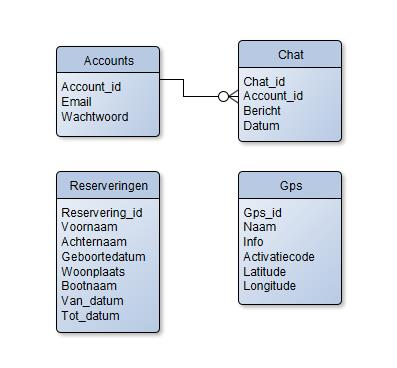 Accounts
Account_id
Email
Wachtwoord
Chat
Chat_id
Account_id
Bericht
Datum
Reserveringen
Reservering_id
Voornaam
Achternaam
Geboortedatum
Woonplaats
Bootnaam
Van_datum
Tot_datum
Gps
Gps_id
Naam
Info
Activatiecode
Latitude
Longitude